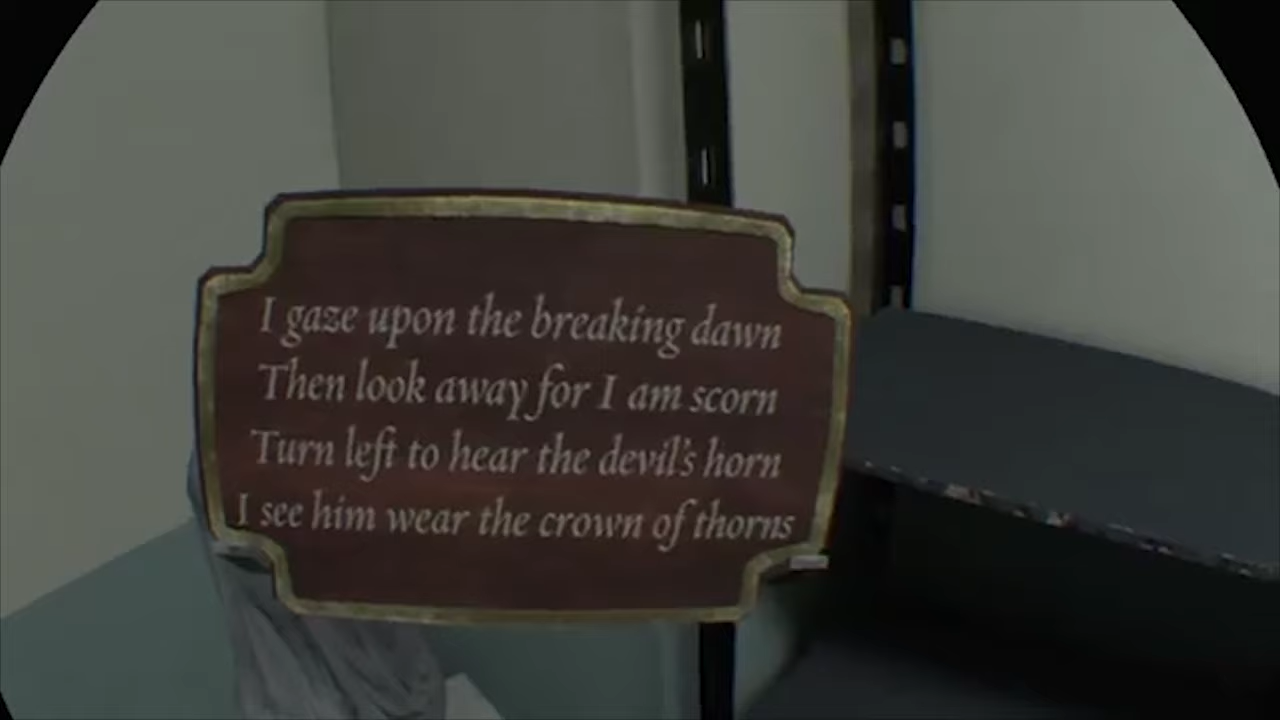 I gaze upon the breaking dawn
Then look away for I am scorn
Turn left to hear the devil's horn
I see him wear the crown of thorns